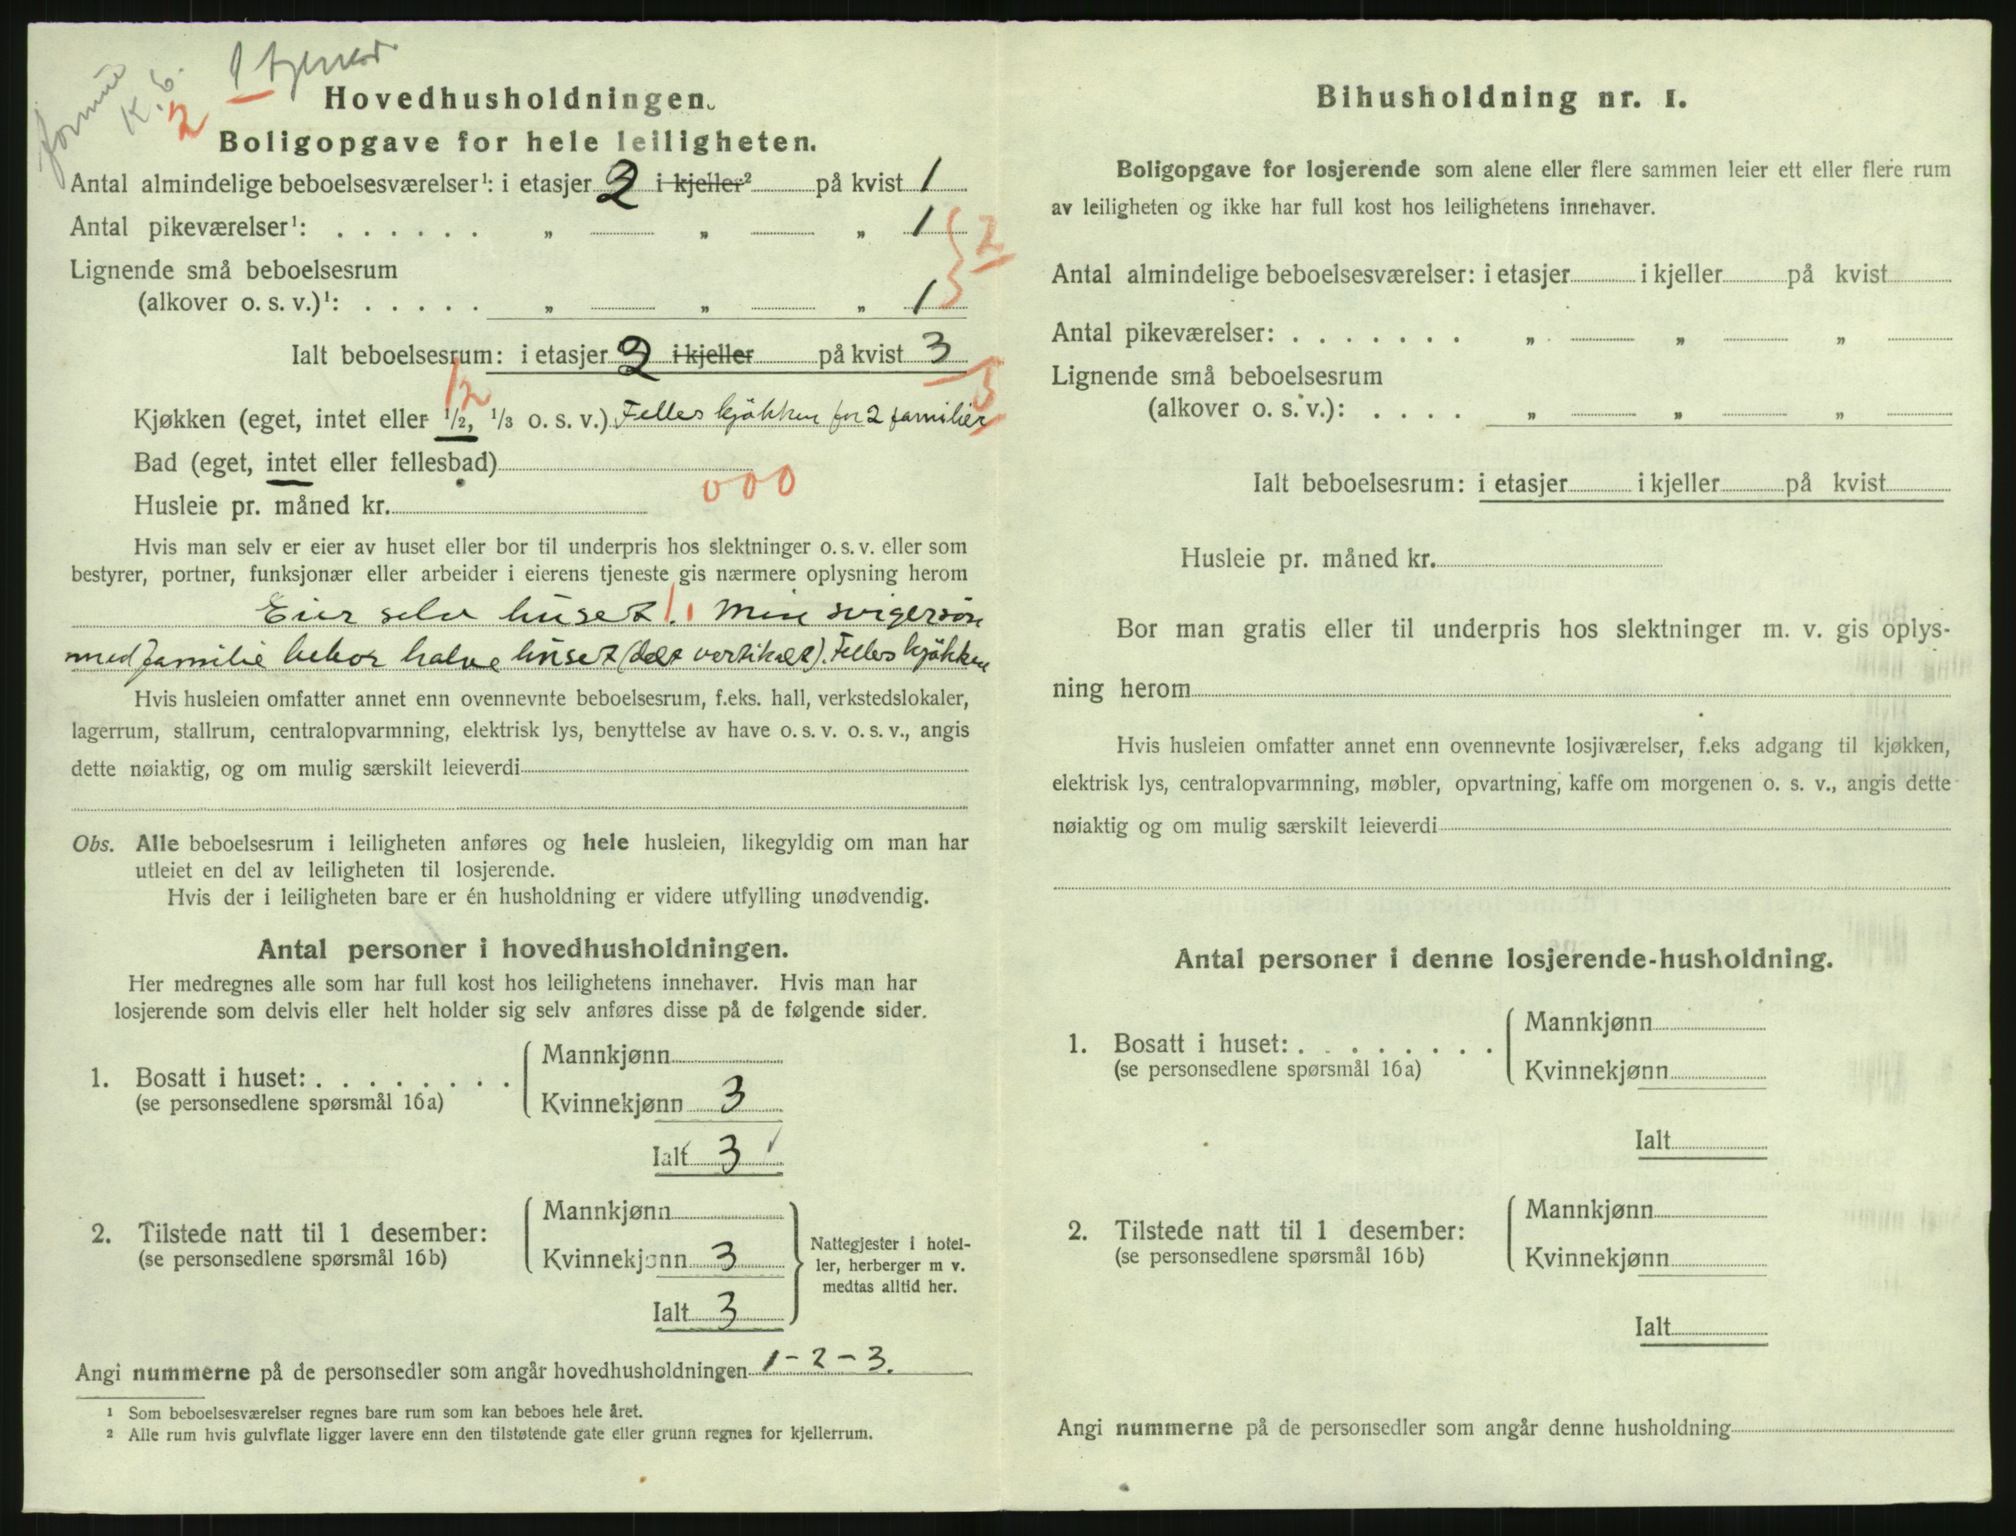 1 tjener
K. 6.
2
Hovedhusholdningen.
Boligopgave for hele leiligheten.
Antal almindelige beboelsesværelser¹: i etasjer 2 i kjeller² på kvist 1
Antal pikeværelser¹: . . . . . . „ „ „ 1
2
Lignende små beboelsesrum
(alkover o. s. v.)¹: . . . . . „ „ „ 1
Ialt beboelsesrum: i etasjer 2 i kjeller på kvist 3
1/2 3
Kjøkken (eget, intet eller ½, ⅓ o. s. v.) Felles kjökken for 2 familier
Bad (eget, intet eller fellesbad)
000
Husleie pr. måned kr.
Hvis man selv er eier av huset eller bor til underpris hos slektninger o. s. v. eller som
bestyrer, portner, funksjonær eller arbeider i eierens tjeneste gis nærmere oplysning herom
Eier selv huset. Min svigersön
med familie bebor halve huset (delt vertikalt). Felles kjökken
Hvis husleien omfatter annet enn ovennevnte beboelsesrum, f.eks. hall, verkstedslokaler,
lagerrum, stallrum, centralopvarmning, elektrisk lys, benyttelse av have o. s. v. o. s. v., angis
dette nøiaktig, og om mulig særskilt leieverdi
Obs. Alle beboelsesrum i leiligheten anføres og hele husleien, likegyldig om man har
utleiet en del av leiligheten til losjerende.
Hvis der i leiligheten bare er én husholdning er videre utfylling unødvendig.
Antal personer i hovedhusholdningen.
Her medregnes alle som har full kost hos leilighetens innehaver. Hvis man har
losjerende som delvis eller helt holder sig selv anføres disse på de følgende sider.
1. Bosatt i huset: . . . . . . . .
(se personsedlene spørsmål 16a)
Mannkjønn
Kvinnekjønn 3
Ialt 3
2. Tilstede natt til 1 desember:
(se personsedlene spørsmål 16b)
Mannkjønn
Kvinnekjønn 3
Ialt 3
Nattegjester i hotel-
ler, herberger m v.
medtas alltid her.
Angi nummerne på de personsedler som angår hovedhusholdningen 1 - 2 - 3.
¹ Som beboelsesværelser regnes bare rum som kan beboes hele året.
² Alle rum hvis gulvflate ligger lavere enn den tilstøtende gate eller grunn regnes for kjellerrum.
Bihusholdning nr. 1.
Boligopgave for losjerende som alene eller flere sammen leier ett eller flere rum
av leiligheten og ikke har full kost hos leilighetens innehaver.
Antal almindelige beboelsesværelser: i etasjer i kjeller på kvist
Antal pikeværelser: . . . . . . . „ „ „
Lignende små beboelsesrum
(alkover o. s. v.): . . . . „ „ „
Ialt beboelsesrum: i etasjer i kjeller på kvist
Husleie pr. måned kr.
Bor man gratis eller til underpris hos slektninger m. v. gis oplys-
ning herom
Hvis husleien omfatter annet enn ovennevnte losjiværelser, f.eks adgang til kjøkken,
elektrisk lys, centralopvarmning, møbler, opvartning, kaffe om morgenen o. s. v., angis dette
nøiaktig og om mulig særskilt leieverdi
Antal personer i denne losjerende-husholdning.
1. Bosatt i huset: . . . . . . . .
(se personsedlene spørsmål 16a)
Mannkjønn
Kvinnekjønn
Ialt
2. Tilstede natt til 1 desember:
(se personsedlene spørsmål 16b)
Mannkjønn
Kvinnekjønn
Ialt
Angi nummerne på de personsedler som angår denne husholdning